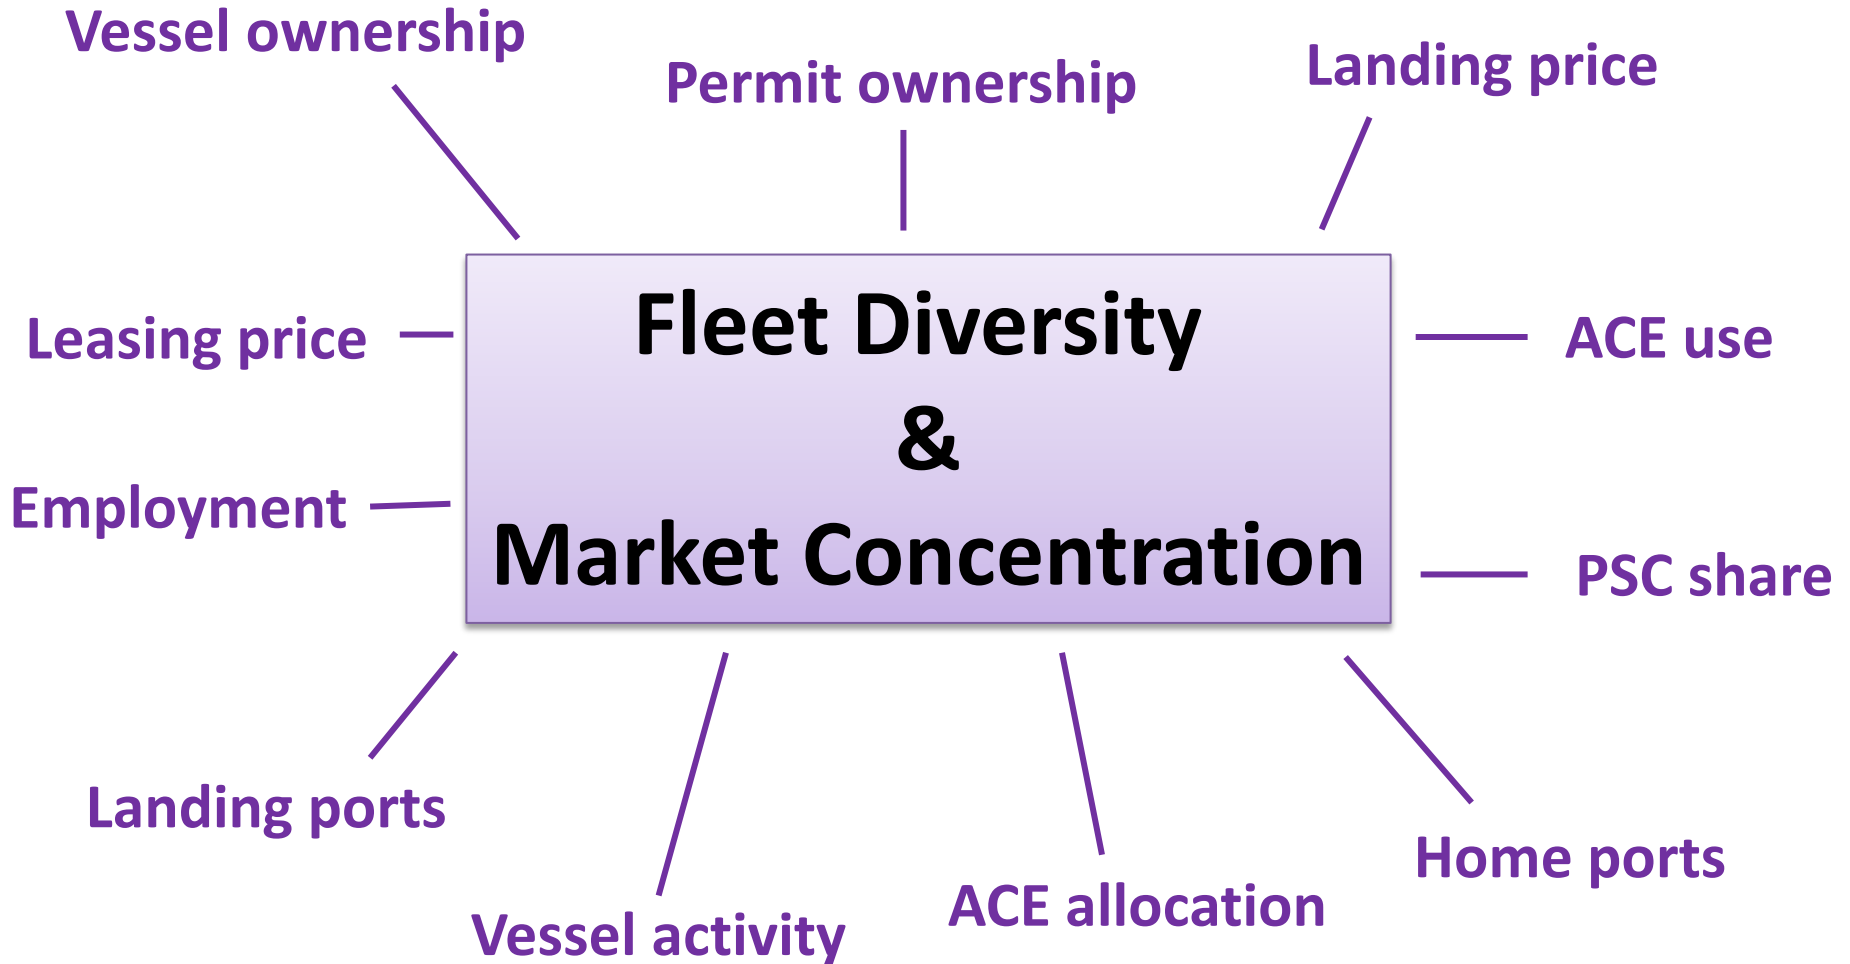 Vessel ownership
Permit ownership
Landing price
Leasing price
Fleet Diversity
&
Market Concentration
ACE use
Employment
PSC share
Landing ports
Vessel activity
ACE allocation
Home ports